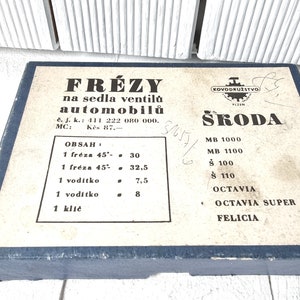 FRÉZY
na sedla ventilů
automobilů
č. j. k.: 411 222 080 000.
MC: Kčs 87.—
OBSAH:
1 fréza 45° ø 30
1 fréza 45° ø 32,5
1 vodítko ø 7,5
1 vodítko ø 8
1 klíč
KOVODRUŽSTVO
PLZEŇ
ŠKODA
MB 1000
MB 1100
Š 100
Š 110
OCTAVIA
OCTAVIA SUPER
FELICIA